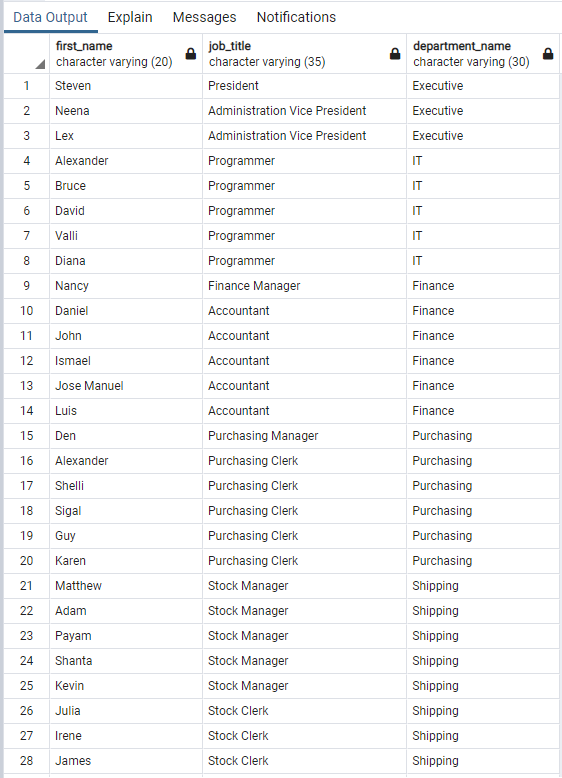 Data Output Explain Messages Notifications
first_name job_title department_name
character varying (20) character varying (35) character varying (30)
1 Steven President Executive
2 Neena Administration Vice President Executive
3 Lex Administration Vice President Executive
4 Alexander Programmer IT
5 Bruce Programmer IT
6 David Programmer IT
7 Valli Programmer IT
8 Diana Programmer IT
9 Nancy Finance Manager Finance
10 Daniel Accountant Finance
11 John Accountant Finance
12 Ismael Accountant Finance
13 Jose Manuel Accountant Finance
14 Luis Accountant Finance
15 Den Purchasing Manager Purchasing
16 Alexander Purchasing Clerk Purchasing
17 Shelli Purchasing Clerk Purchasing
18 Sigal Purchasing Clerk Purchasing
19 Guy Purchasing Clerk Purchasing
20 Karen Purchasing Clerk Purchasing
21 Matthew Stock Manager Shipping
22 Adam Stock Manager Shipping
23 Payam Stock Manager Shipping
24 Shanta Stock Manager Shipping
25 Kevin Stock Manager Shipping
26 Julia Stock Clerk Shipping
27 Irene Stock Clerk Shipping
28 James Stock Clerk Shipping